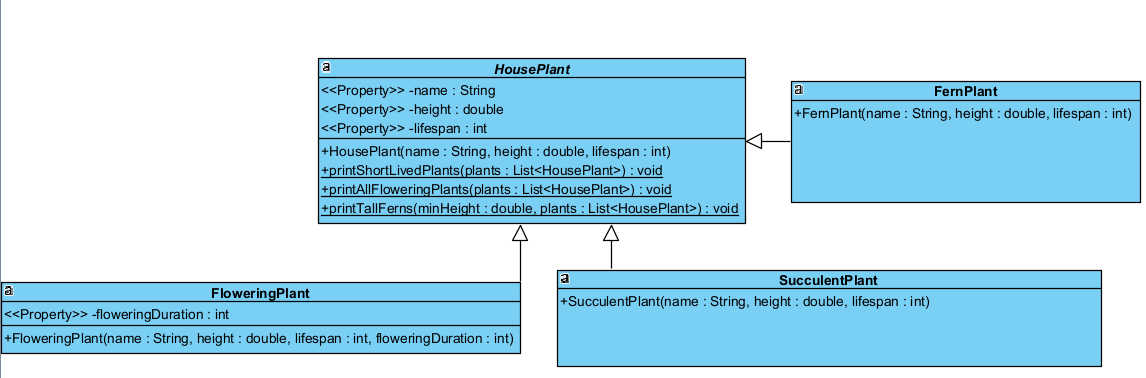 a
HousePlant
<<Property>> -name : String
<<Property>> -height : double
<<Property>> -lifespan : int
+HousePlant(name : String, height : double, lifespan : int)
+printShortLivedPlants(plants : List<HousePlant>) : void
+printAllFloweringPlants(plants : List<HousePlant>) : void
+printTallFerns(minHeight : double, plants : List<HousePlant>) : void
a
FernPlant
+FernPlant(name : String, height : double, lifespan : int)
a
FloweringPlant
<<Property>> -floweringDuration : int
+FloweringPlant(name : String, height : double, lifespan : int, floweringDuration : int)
a
SucculentPlant
+SucculentPlant(name : String, height : double, lifespan : int)